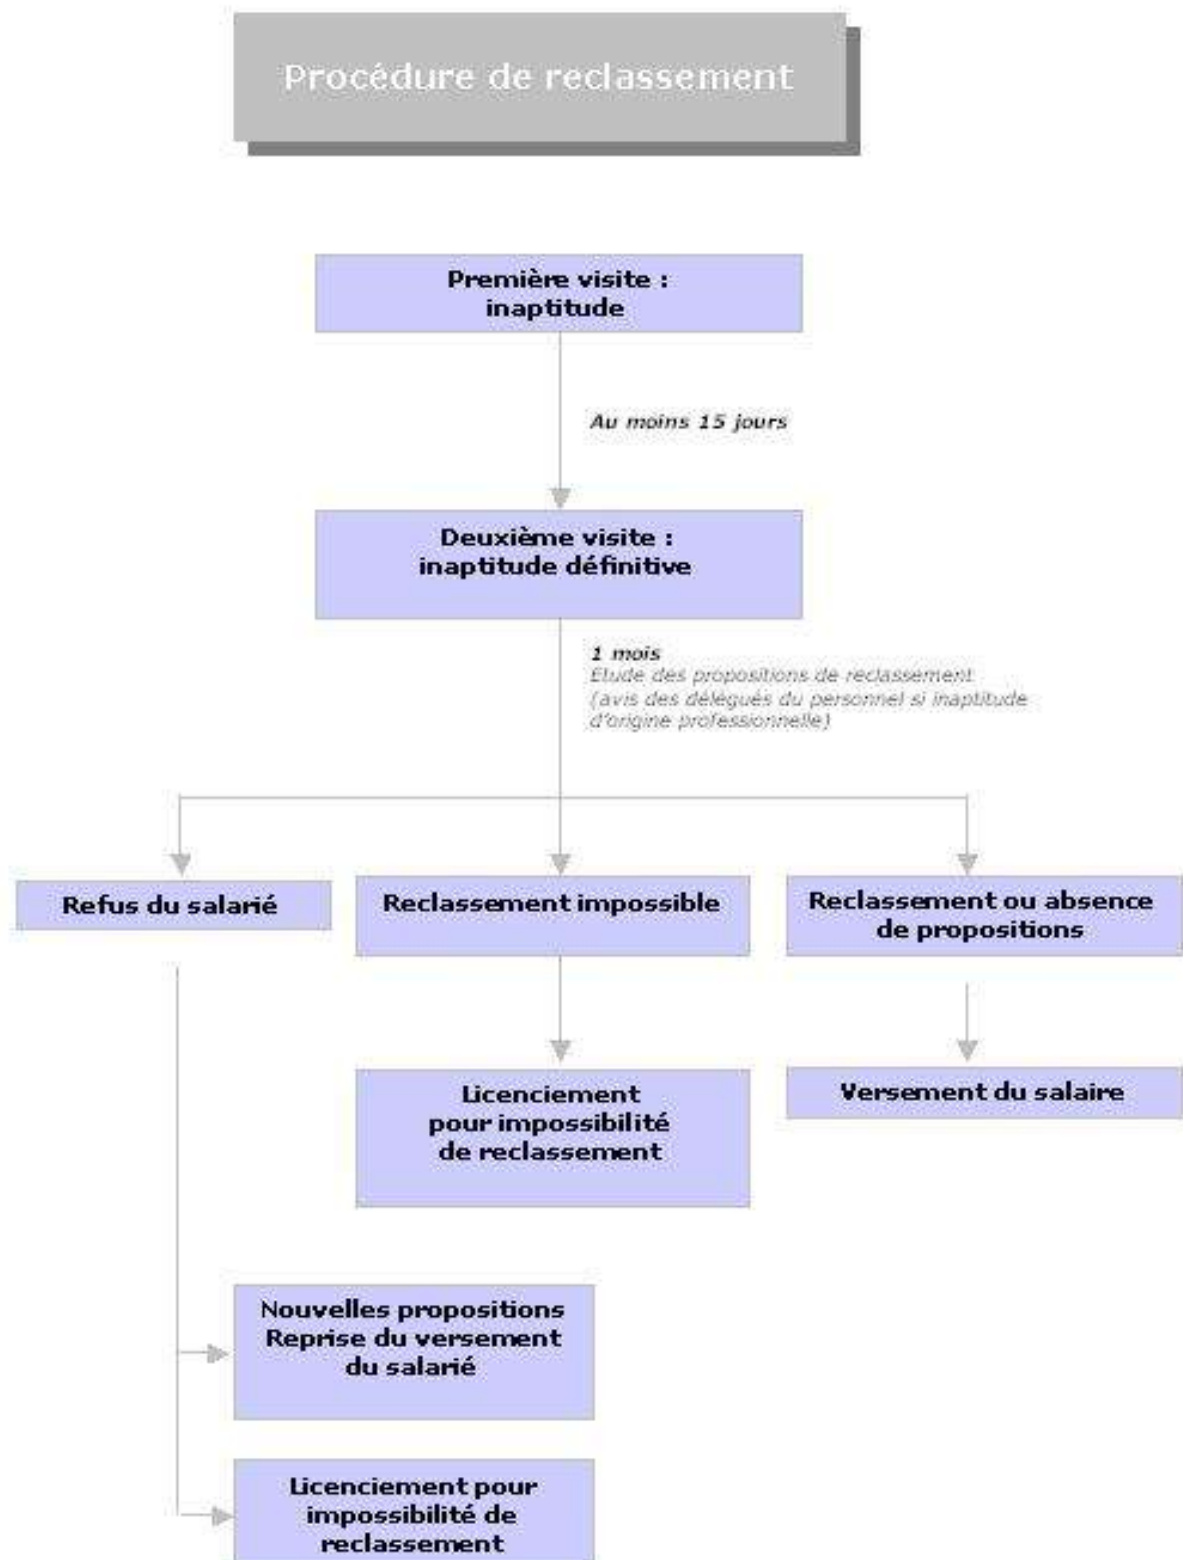 Procédure de reclassement
Première visite :
inaptitude
Au moins 15 jours
Deuxième visite :
inaptitude définitive
1 mois
Etude des propositions de reclassement
(avis des délégués du personnel si inaptitude
d'origine professionnelle)
Refus du salarié
Reclassement impossible
Reclassement ou absence
de propositions
Licenciement
pour impossibilité
de reclassement
Versement du salaire
Nouvelles propositions
Reprise du versement
du salarié
Licenciement pour
impossibilité de
reclassement